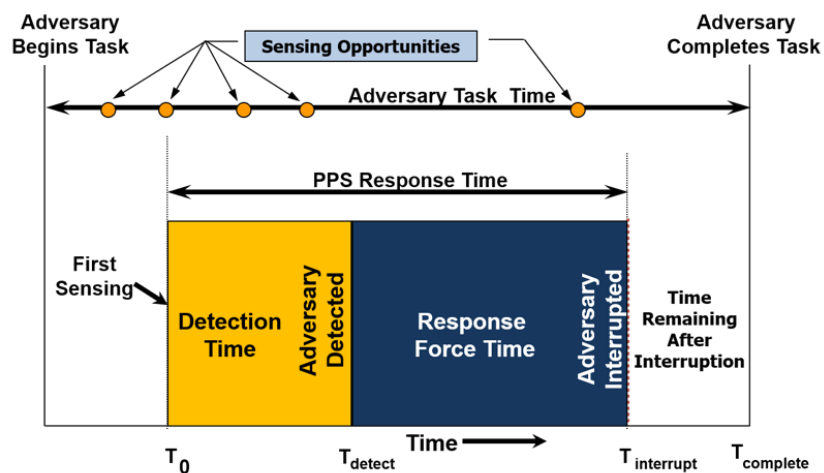 Adversary
Begins Task
Sensing Opportunities
Adversary
Completes Task
Adversary Task Time
PPS Response Time
First
Sensing
Detection
Time
Adversary
Detected
Response
Force Time
Adversary
Interrupted
Time
Remaining
After
Interruption
T0
Tdetect
Time
Tinterrupt
Tcomplete